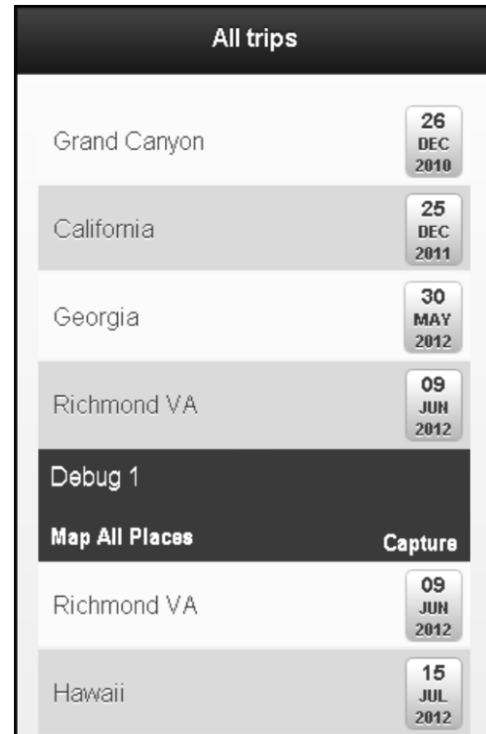 All trips
Grand Canyon
26
DEC
2010
California
25
DEC
2011
Georgia
30
MAY
2012
Richmond VA
09
JUN
2012
Debug 1
Map All Places Capture
Richmond VA
09
JUN
2012
Hawaii
15
JUL
2012